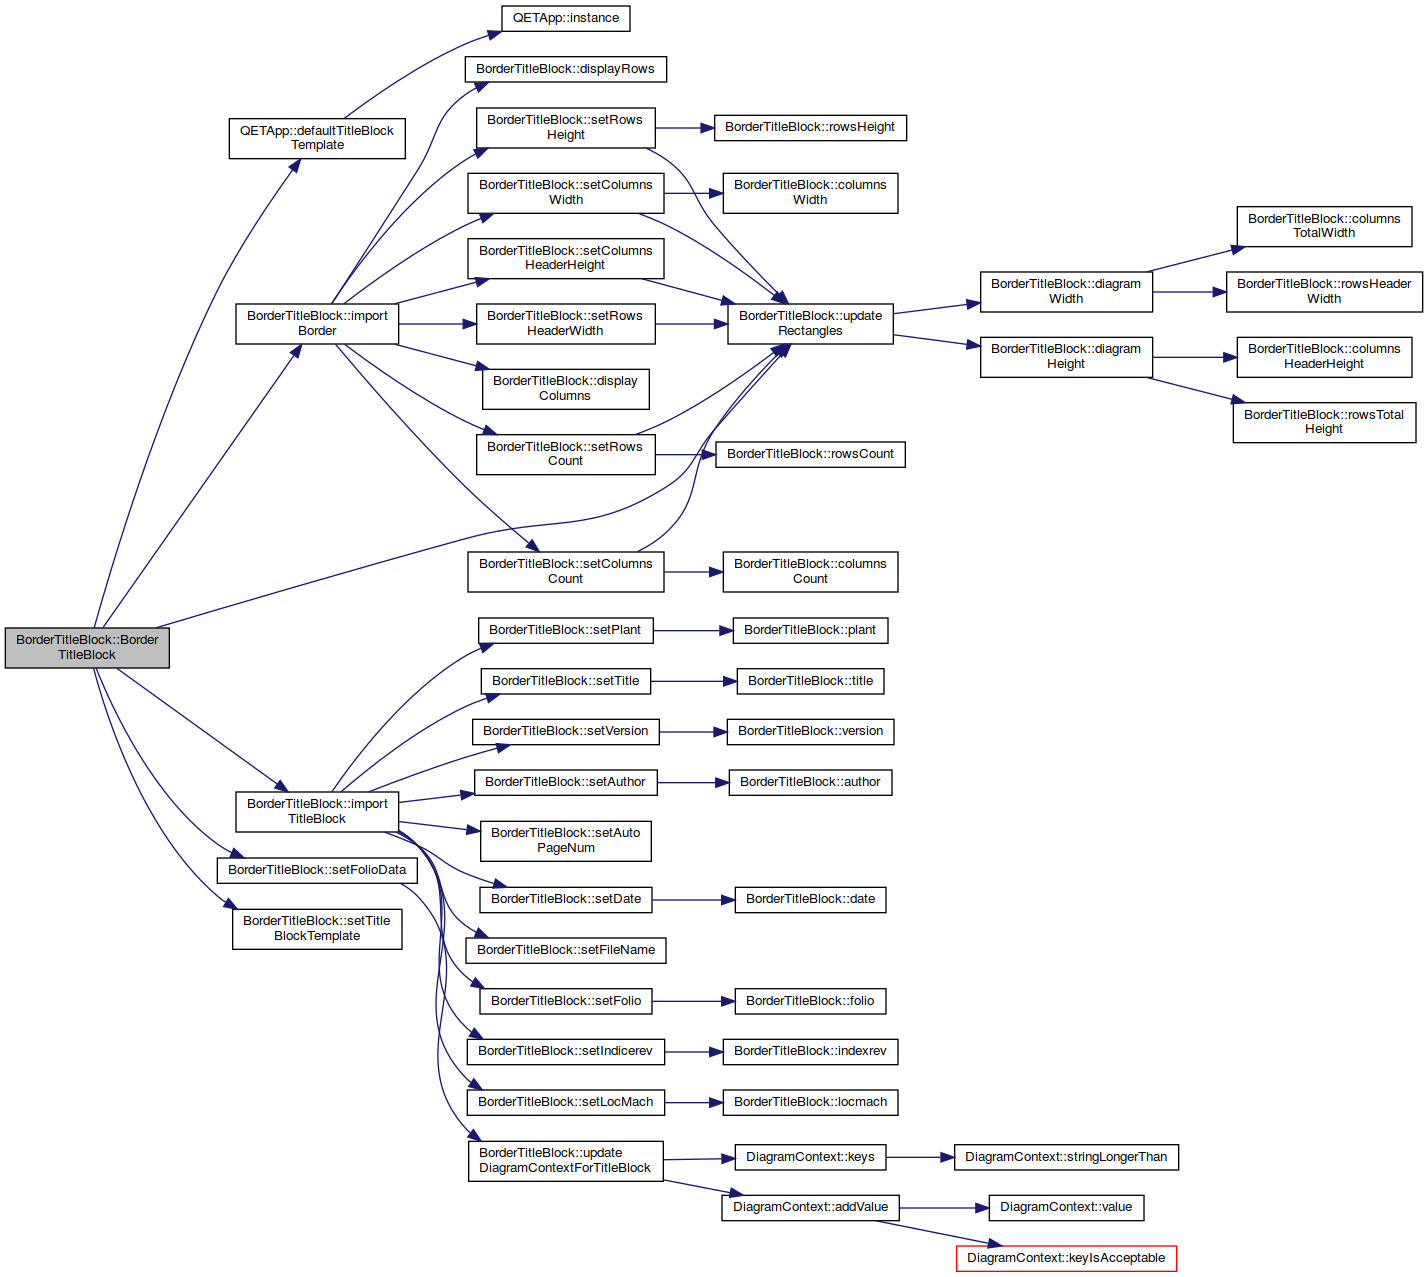 QETApp::instance
BorderTitleBlock::displayRows
QETApp::defaultTitleBlock
Template
BorderTitleBlock::setRows
Height
BorderTitleBlock::rowsHeight
BorderTitleBlock::setColumns
Width
BorderTitleBlock::columns
Width
BorderTitleBlock::setColumns
HeaderHeight
BorderTitleBlock::columns
TotalWidth
BorderTitleBlock::diagram
Width
BorderTitleBlock::rowsHeader
Width
BorderTitleBlock::import
Border
BorderTitleBlock::setRows
HeaderWidth
BorderTitleBlock::update
Rectangles
BorderTitleBlock::diagram
Height
BorderTitleBlock::columns
HeaderHeight
BorderTitleBlock::display
Columns
BorderTitleBlock::rowsTotal
Height
BorderTitleBlock::setRows
Count
BorderTitleBlock::rowsCount
BorderTitleBlock::setColumns
Count
BorderTitleBlock::columns
Count
BorderTitleBlock::Border
TitleBlock
BorderTitleBlock::setPlant
BorderTitleBlock::plant
BorderTitleBlock::setTitle
BorderTitleBlock::title
BorderTitleBlock::setVersion
BorderTitleBlock::version
BorderTitleBlock::setAuthor
BorderTitleBlock::author
BorderTitleBlock::import
TitleBlock
BorderTitleBlock::setAuto
PageNum
BorderTitleBlock::setFolioData
BorderTitleBlock::setDate
BorderTitleBlock::date
BorderTitleBlock::setTitle
BlockTemplate
BorderTitleBlock::setFileName
BorderTitleBlock::setFolio
BorderTitleBlock::folio
BorderTitleBlock::setIndicerev
BorderTitleBlock::indexrev
BorderTitleBlock::setLocMach
BorderTitleBlock::locmach
BorderTitleBlock::update
DiagramContextForTitleBlock
DiagramContext::keys
DiagramContext::stringLongerThan
DiagramContext::addValue
DiagramContext::value
DiagramContext::keyIsAcceptable